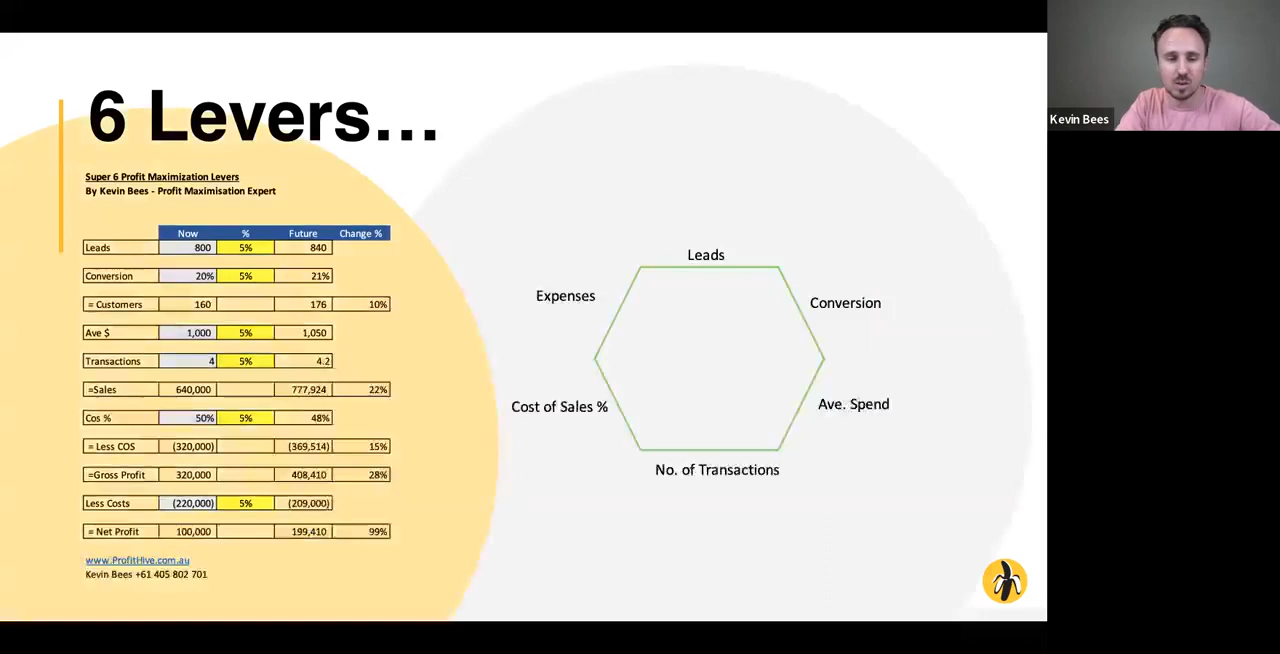 6 Levers...
Super 6 Profit Maximization Levers
By Kevin Bees - Profit Maximisation Expert
Now % Future Change %
Leads 800 5% 840
Conversion 20% 5% 21%
= Customers 160 176 10%
Ave $ 1,000 5% 1,050
Transactions 4 5% 4.2
=Sales 640,000 777,924 22%
Cos % 50% 5% 48%
= Less COS (320,000) (369,514) 15%
=Gross Profit 320,000 408,410 28%
Less Costs (220,000) 5% (209,000)
= Net Profit 100,000 199,410 99%
www.ProfitHive.com.au
Kevin Bees +61 405 802 701
Leads
Expenses
Conversion
Cost of Sales %
Ave. Spend
No. of Transactions
Kevin Bees